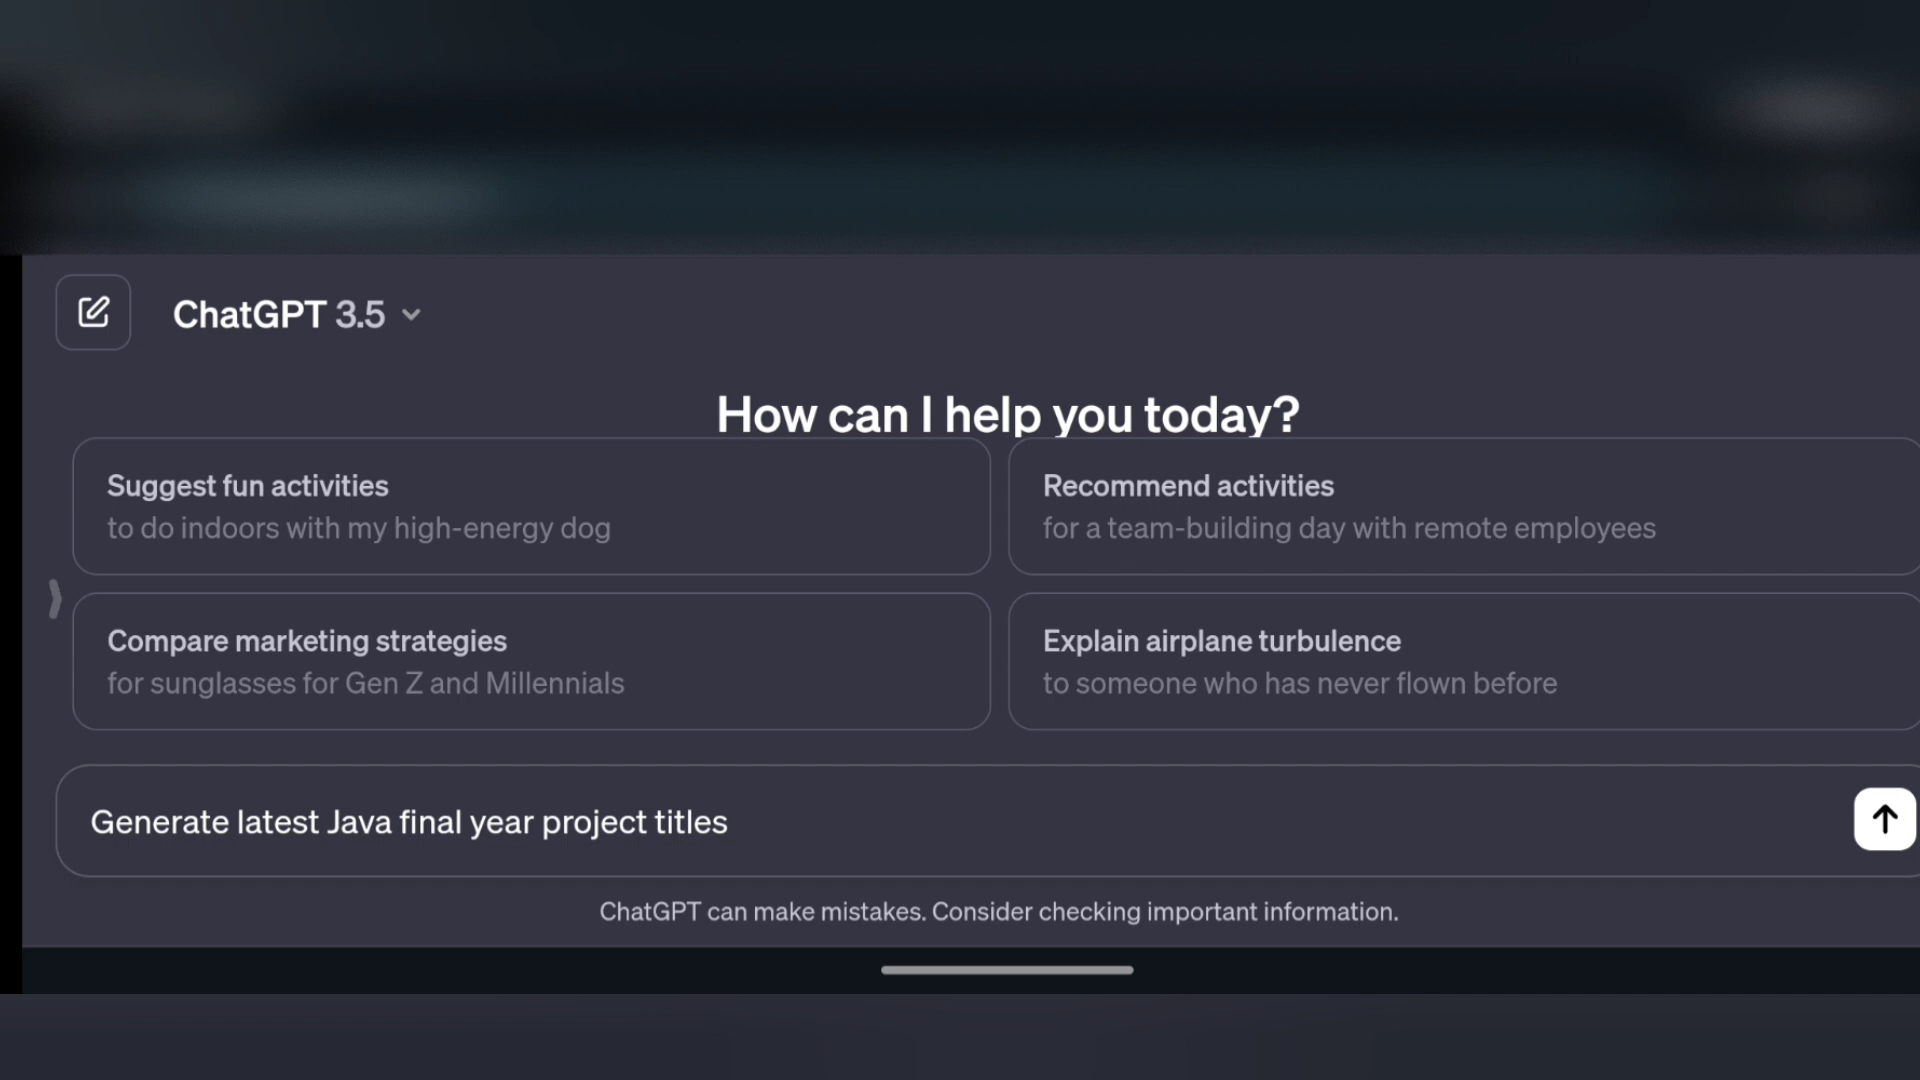 ChatGPT 3.5
How can I help you today?
Suggest fun activities
to do indoors with my high-energy dog
Recommend activities
for a team-building day with remote employees
Compare marketing strategies
for sunglasses for Gen Z and Millennials
Explain airplane turbulence
to someone who has never flown before
Generate latest Java final year project titles
ChatGPT can make mistakes. Consider checking important information.